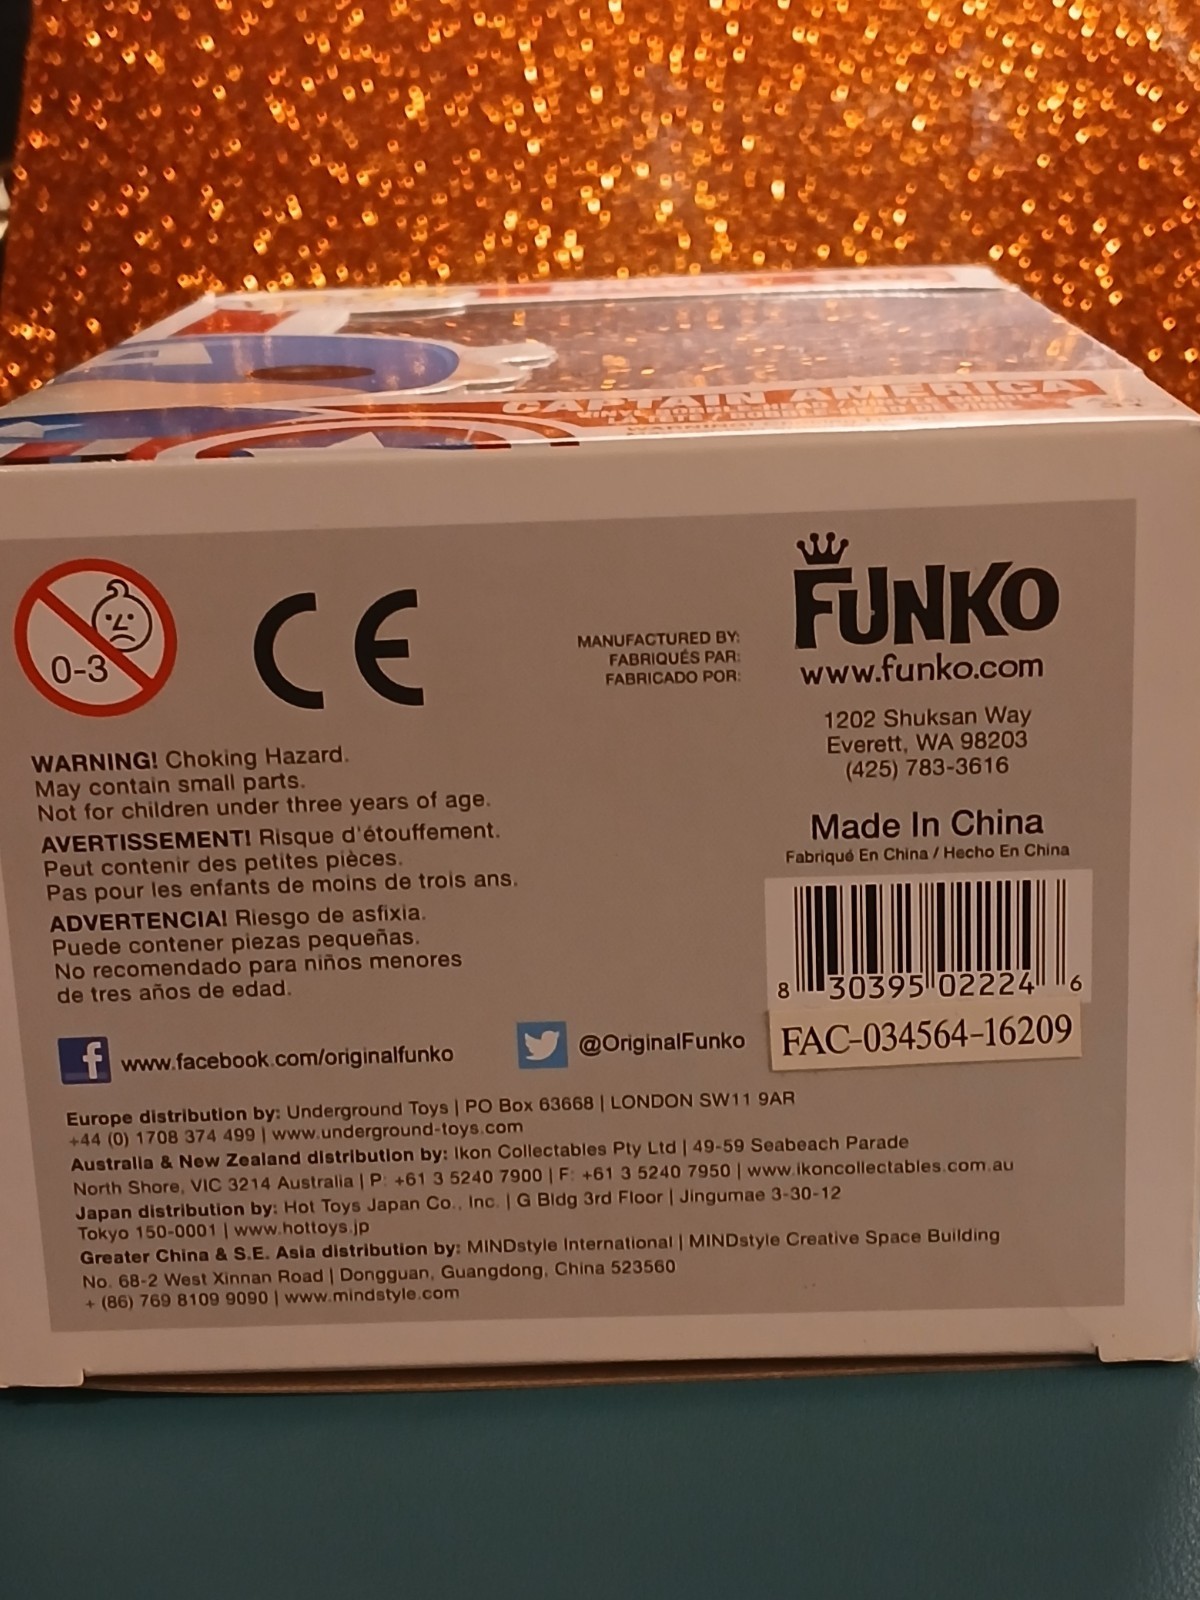 CAPTAIN AMERICA
0-3
CE
MANUFACTURED BY:
FABRIQUÉS PAR:
FABRICADO POR:
FUNKO
www.funko.com
1202 Shuksan Way
Everett, WA 98203
(425) 783-3616
Made In China
Fabriqué En China / Hecho En China
WARNING! Choking Hazard.
May contain small parts.
Not for children under three years of age.
AVERTISSEMENT! Risque d'étouffement.
Peut contenir des petites pièces.
Pas pour les enfants de moins de trois ans.
ADVERTENCIA! Riesgo de asfixia.
Puede contener piezas pequeñas.
No recomendado para niños menores
de tres años de edad.
8 30395 02224 6
FAC-034564-16209
f www.facebook.com/originalfunko
@OriginalFunko
Europe distribution by: Underground Toys | PO Box 63668 | LONDON SW11 9AR
+44 (0) 1708 374 499 | www.underground-toys.com
Australia & New Zealand distribution by: Ikon Collectables Pty Ltd | 49-59 Seabeach Parade
North Shore, VIC 3214 Australia | P: +61 3 5240 7900 | F: +61 3 5240 7950 | www.ikoncollectables.com.au
Japan distribution by: Hot Toys Japan Co., Inc. | G Bldg 3rd Floor | Jingumae 3-30-12
Tokyo 150-0001 | www.hottoys.jp
Greater China & S.E. Asia distribution by: MINDstyle International | MINDstyle Creative Space Building
No. 68-2 West Xinnan Road | Dongguan, Guangdong, China 523560
+ (86) 769 8109 9090 | www.mindstyle.com